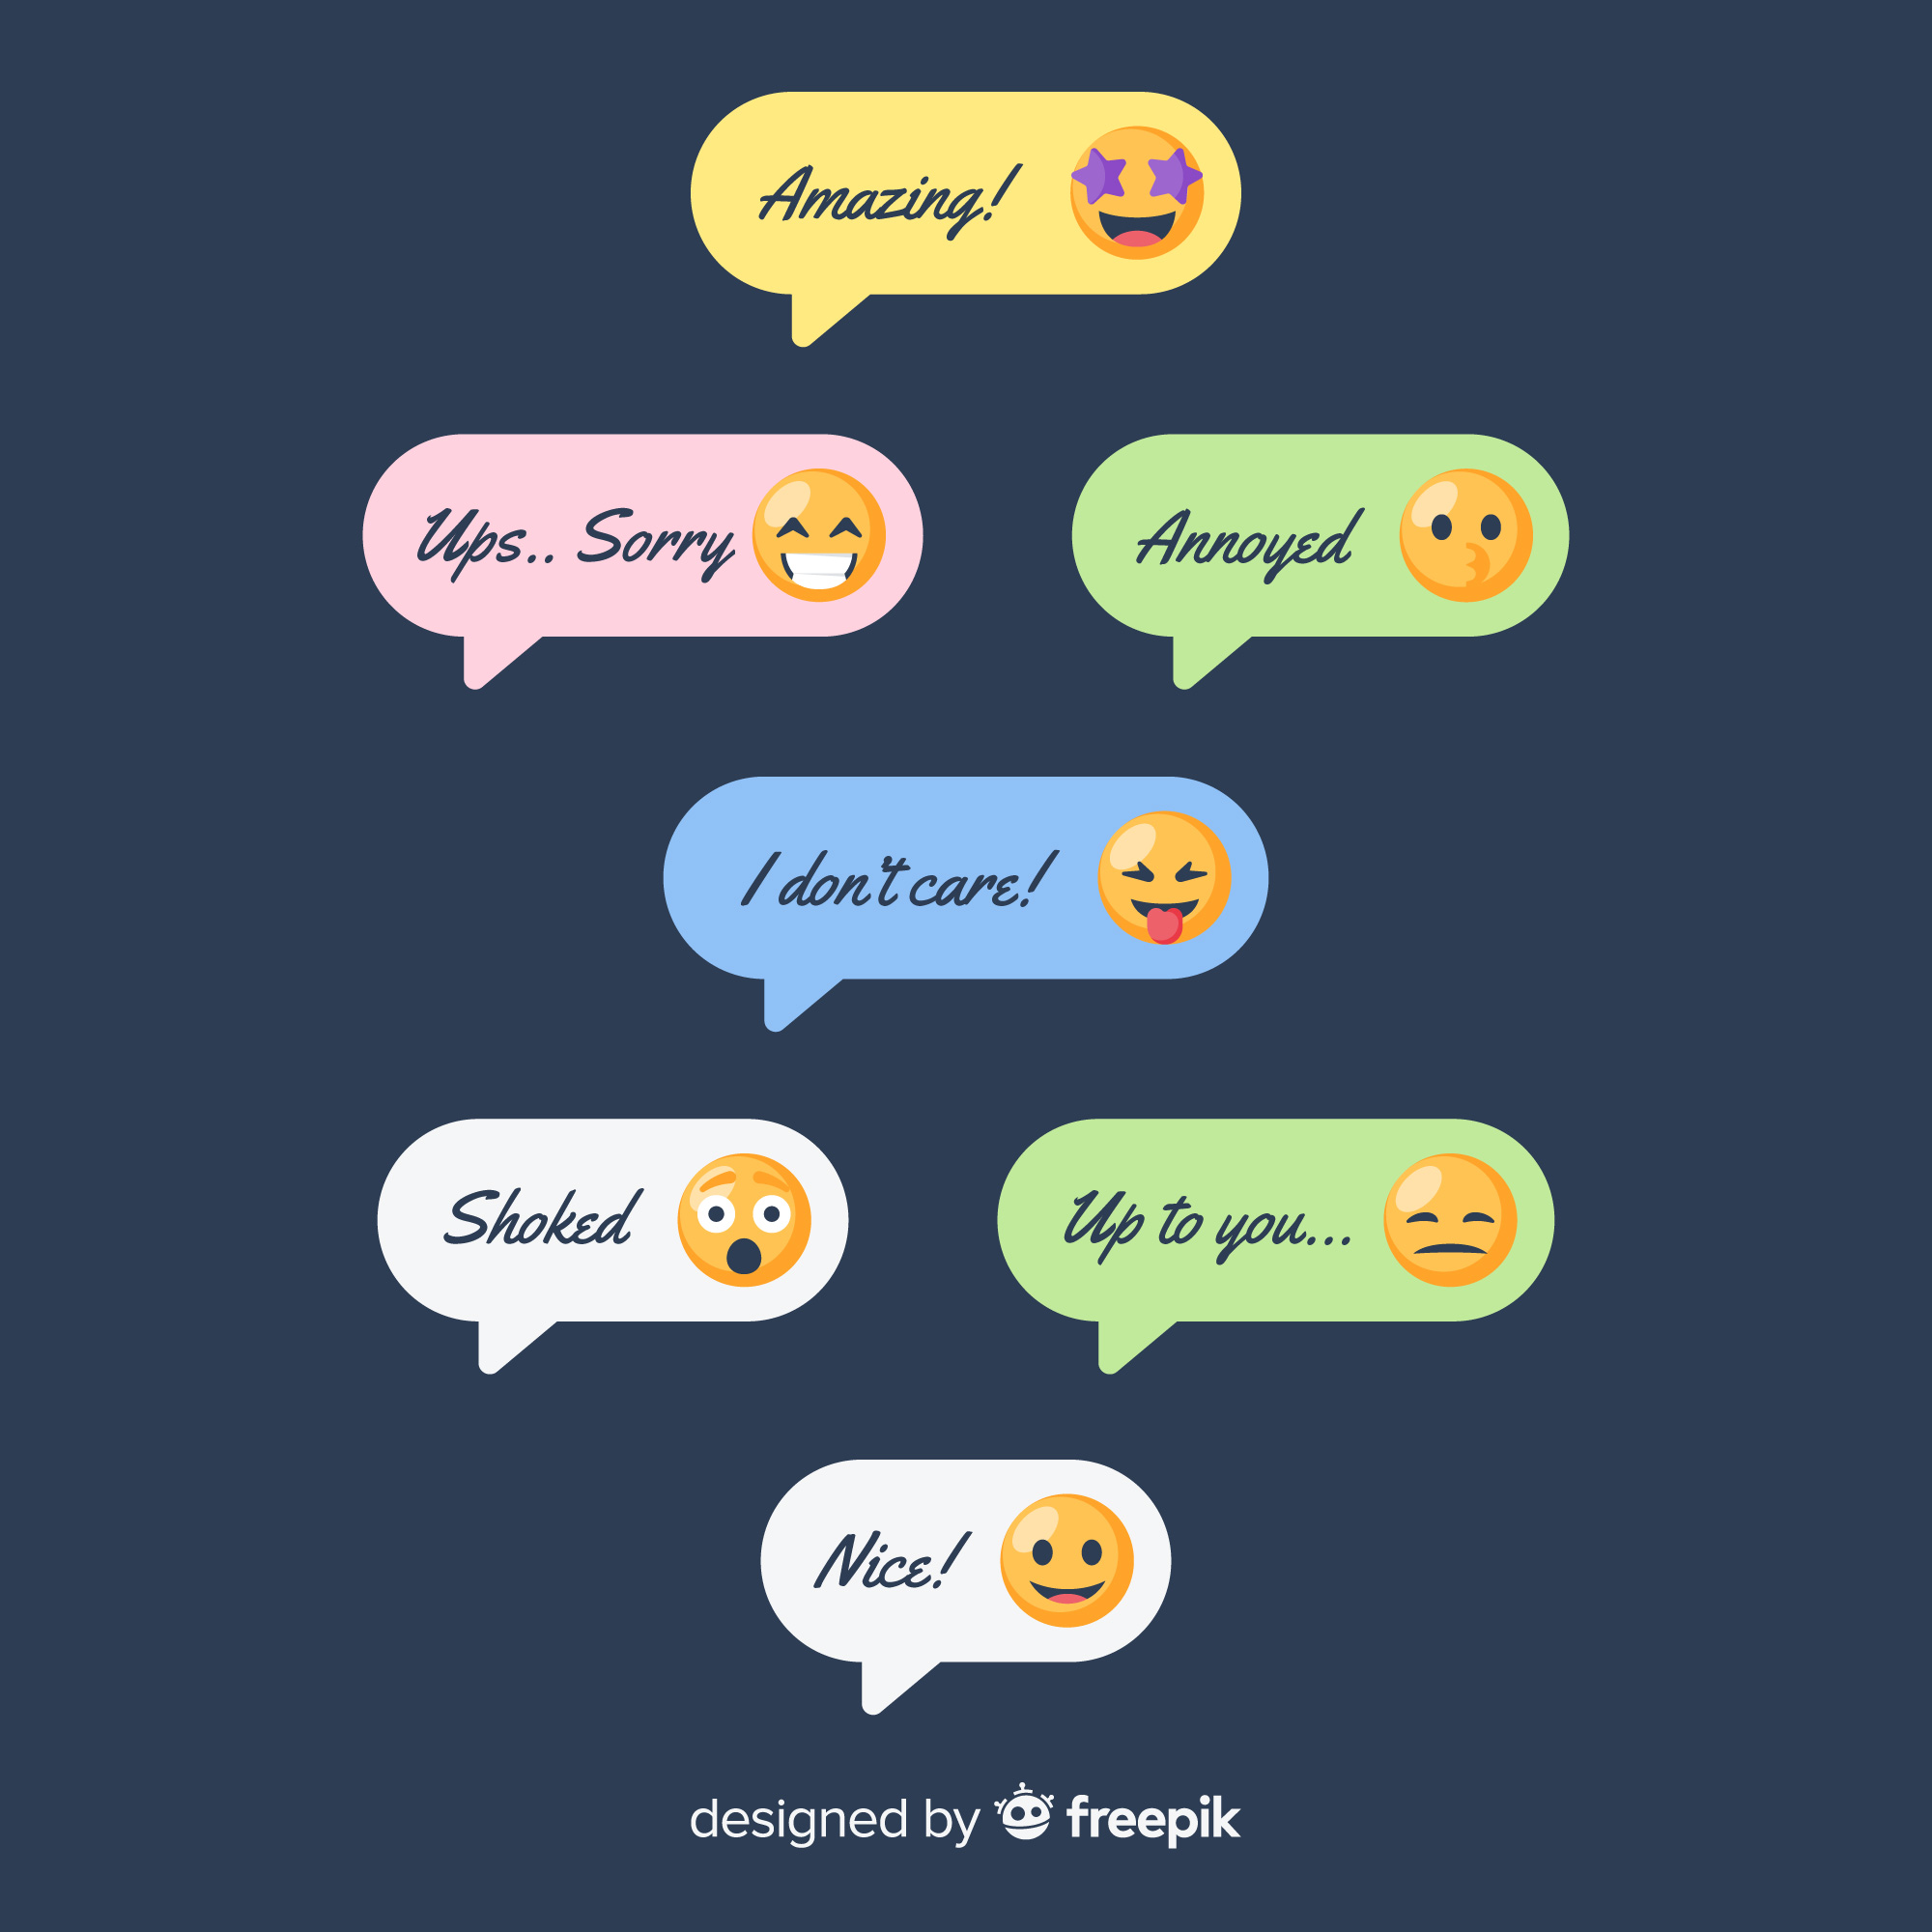 Amazing!
Ups.. Sorry
Annoyed
I don't care!
Shoked
Up to you...
Nice!
designed by freepik